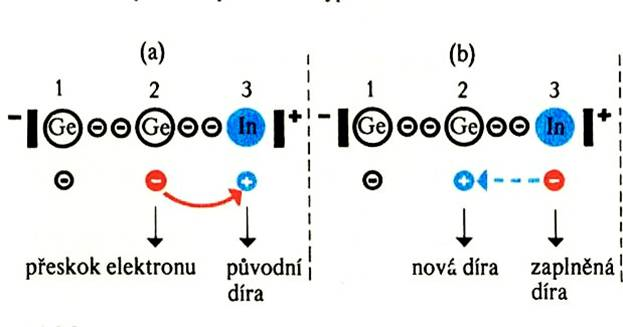 (a)
1 2 3
- Ge - - Ge - - In +
- - +
přeskok elektronu původní
díra
(b)
1 2 3
- Ge - - Ge - - In +
- + -
nová díra zaplněná
díra